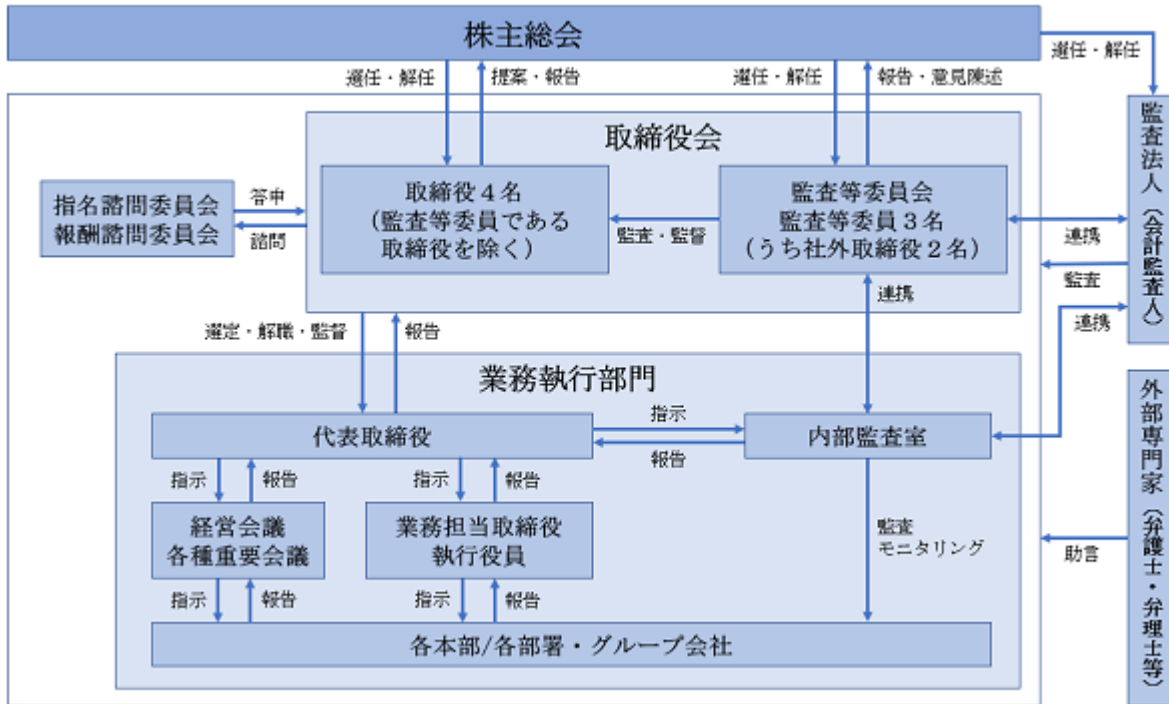 株主総会
選任・解任
提案・報告
選任・解任
報告・意見陳述
選任・解任
取締役会
取締役4名
(監査等委員である
取締役を除く)
監査・監督
監査等委員会
監査等委員3名
(うち社外取締役2名)
指名諮問委員会
報酬諮問委員会
答申
諮問
連携
監査
連携
連携
監査法人(会計監査人)
選定・解職・監督
報告
業務執行部門
代表取締役
指示
報告
内部監査室
指示
報告
指示
報告
経営会議
各種重要会議
業務担当取締役
執行役員
監査
モニタリング
指示
報告
指示
報告
各本部/各部署・グループ会社
助言
外部専門家(弁護士・弁理士等)